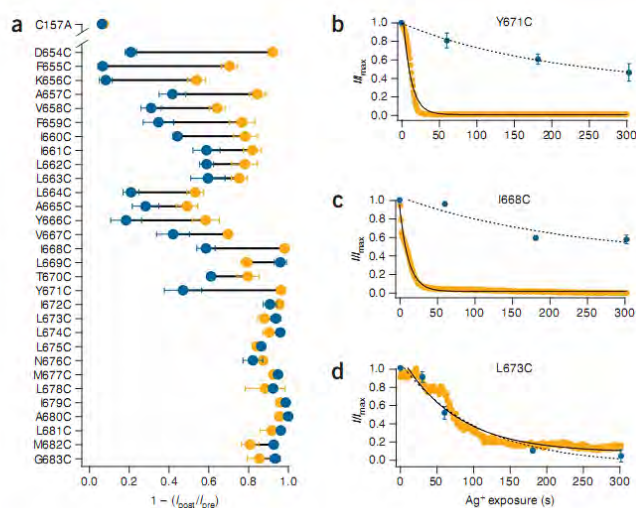 a
C157A
D654C
F655C
K656C
A657C
V658C
F659C
I660C
I661C
L662C
L663C
L664C
A665C
Y666C
V667C
I668C
L669C
T670C
Y671C
I672C
L673C
L674C
L675C
N676C
M677C
L678C
I679C
A680C
L681C
M682C
G683C
0.0 0.2 0.4 0.6 0.8 1.0
1 − (Ipost/Ipre)
b
Y671C
1.0
0.8
0.6
0.4
0.2
0.0
I/Imax
0 50 100 150 200 250 300
c
I668C
1.0
0.8
0.6
0.4
0.2
0.0
I/Imax
0 50 100 150 200 250 300
d
L673C
1.0
0.8
0.6
0.4
0.2
0.0
I/Imax
0 50 100 150 200 250 300
Ag⁺ exposure (s)